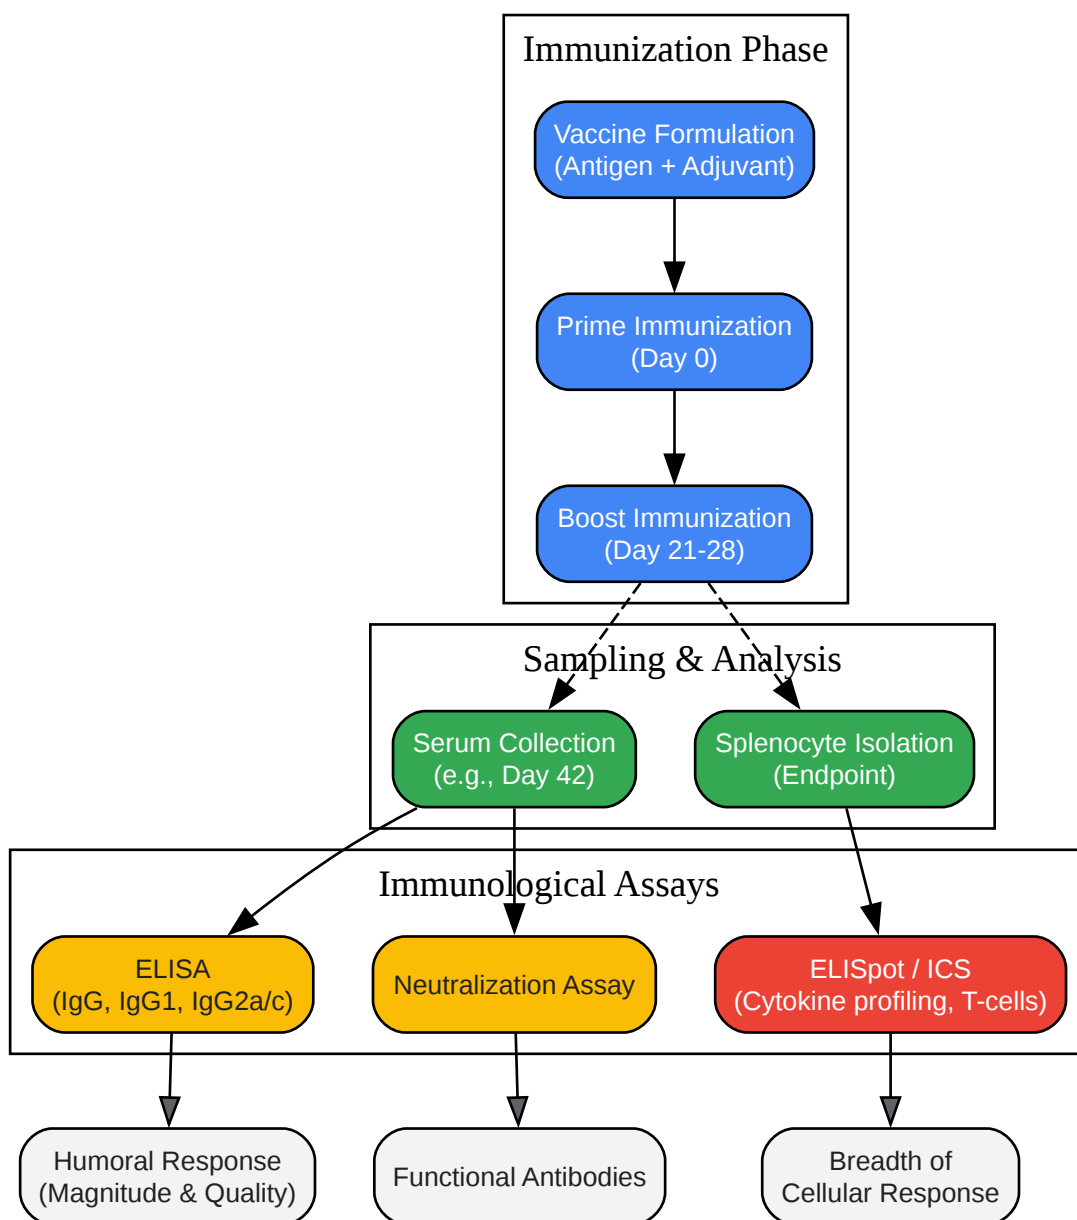 Immunization Phase
Vaccine Formulation
(Antigen + Adjuvant)
Prime Immunization
(Day 0)
Boost Immunization
(Day 21-28)
Sampling & Analysis
Serum Collection
(e.g., Day 42)
Splenocyte Isolation
(Endpoint)
Immunological Assays
ELISA
(IgG, IgG1, IgG2a/c)
Neutralization Assay
ELISpot / ICS
(Cytokine profiling, T-cells)
Humoral Response
(Magnitude & Quality)
Functional Antibodies
Breadth of
Cellular Response